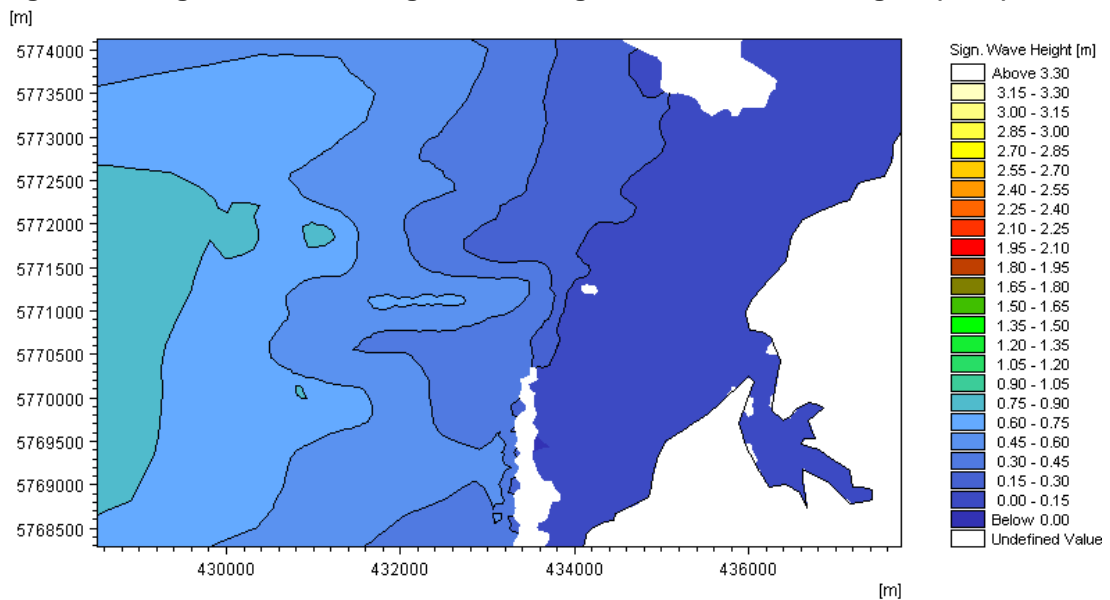 [m]
5774000
5773500
5773000
5772500
5772000
5771500
5771000
5770500
5770000
5769500
5769000
5768500
430000 432000 434000 436000
[m]
Sign. Wave Height [m]
Above 3.30
3.15 - 3.30
3.00 - 3.15
2.85 - 3.00
2.70 - 2.85
2.55 - 2.70
2.40 - 2.55
2.25 - 2.40
2.10 - 2.25
1.95 - 2.10
1.80 - 1.95
1.65 - 1.80
1.50 - 1.65
1.35 - 1.50
1.20 - 1.35
1.05 - 1.20
0.90 - 1.05
0.75 - 0.90
0.60 - 0.75
0.45 - 0.60
0.30 - 0.45
0.15 - 0.30
0.00 - 0.15
Below 0.00
Undefined Value